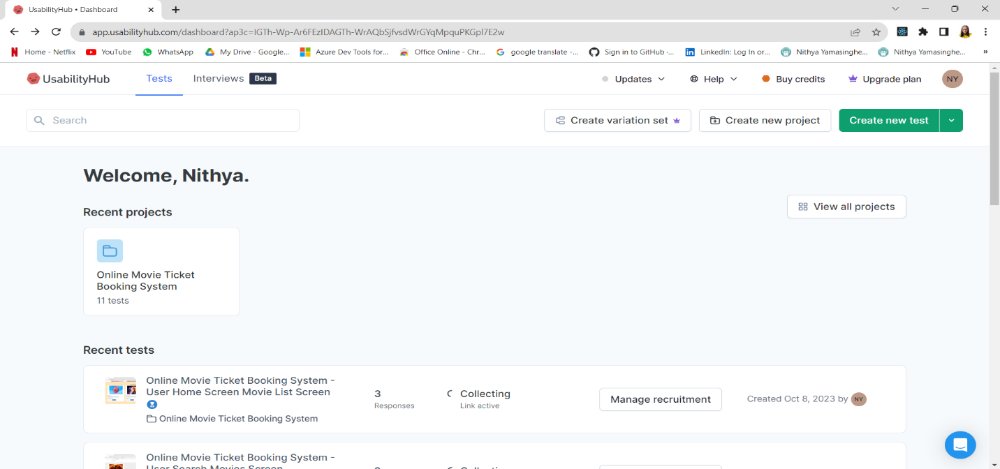 UsabilityHub • Dashboard
app.usabilityhub.com/dashboard?ap3c=IGTh-Wp-Ar6FEzIDAGTh-WrAQbSjfvsdWrGYqMpquPKGpl7E2w
Home - Netflix YouTube WhatsApp My Drive - Google... Azure Dev Tools for... Office Online - Chr... google translate -... Sign in to GitHub ·... LinkedIn: Log In or... Nithya Yamasinghe... Nithya Yamasinghe... »
UsabilityHub Tests Interviews Beta Updates Help Buy credits Upgrade plan NY
Search Create variation set Create new project Create new test
Welcome, Nithya.
Recent projects
View all projects
Online Movie Ticket
Booking System
11 tests
Recent tests
Online Movie Ticket Booking System -
User Home Screen Movie List Screen
Online Movie Ticket Booking System
3
Responses
Collecting
Link active
Manage recruitment
Created Oct 8, 2023 by NY
Online Movie Ticket Booking System -
User Search Movies Screen
Collecting